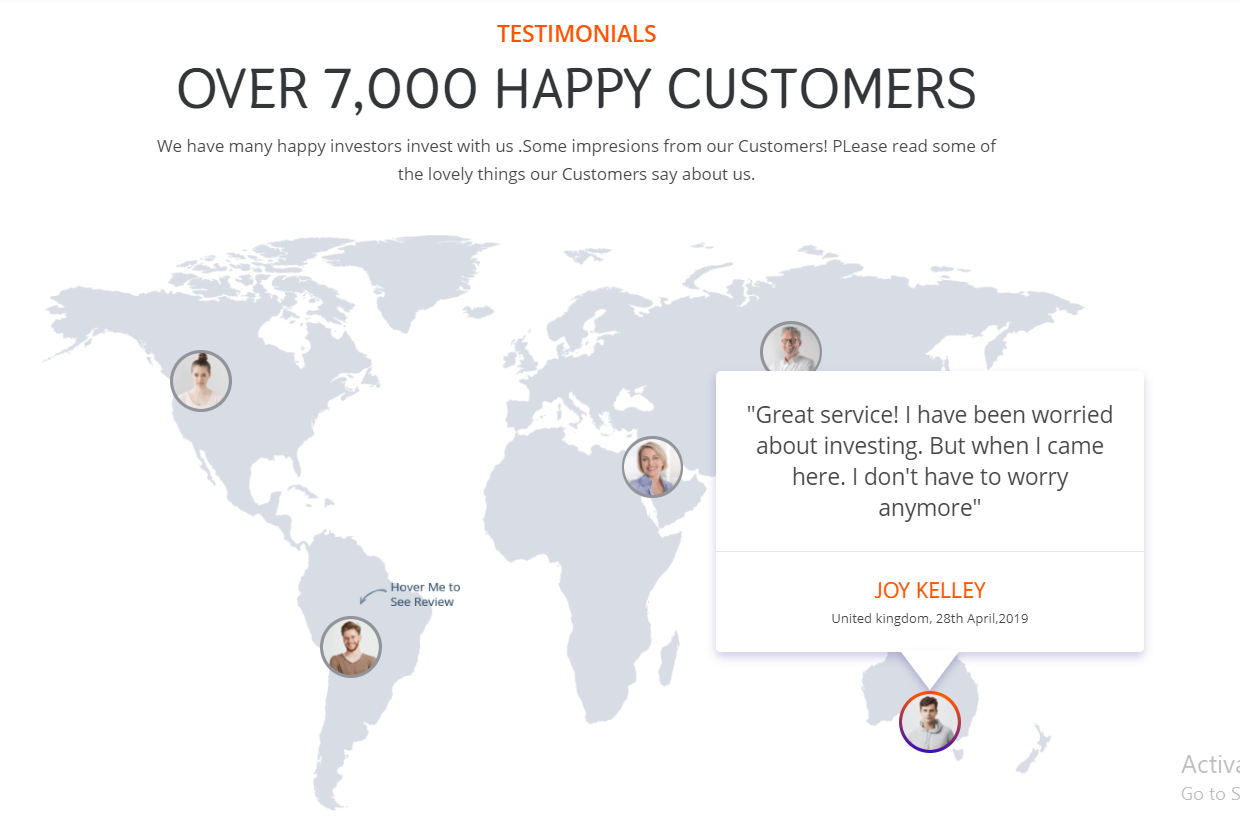 TESTIMONIALS
OVER 7,000 HAPPY CUSTOMERS
We have many happy investors invest with us .Some impresions from our Customers! PLease read some of
the lovely things our Customers say about us.
"Great service! I have been worried
about investing. But when I came
here. I don't have to worry
anymore"
JOY KELLEY
United kingdom, 28th April,2019
Hover Me to
See Review
Activa
Go to S